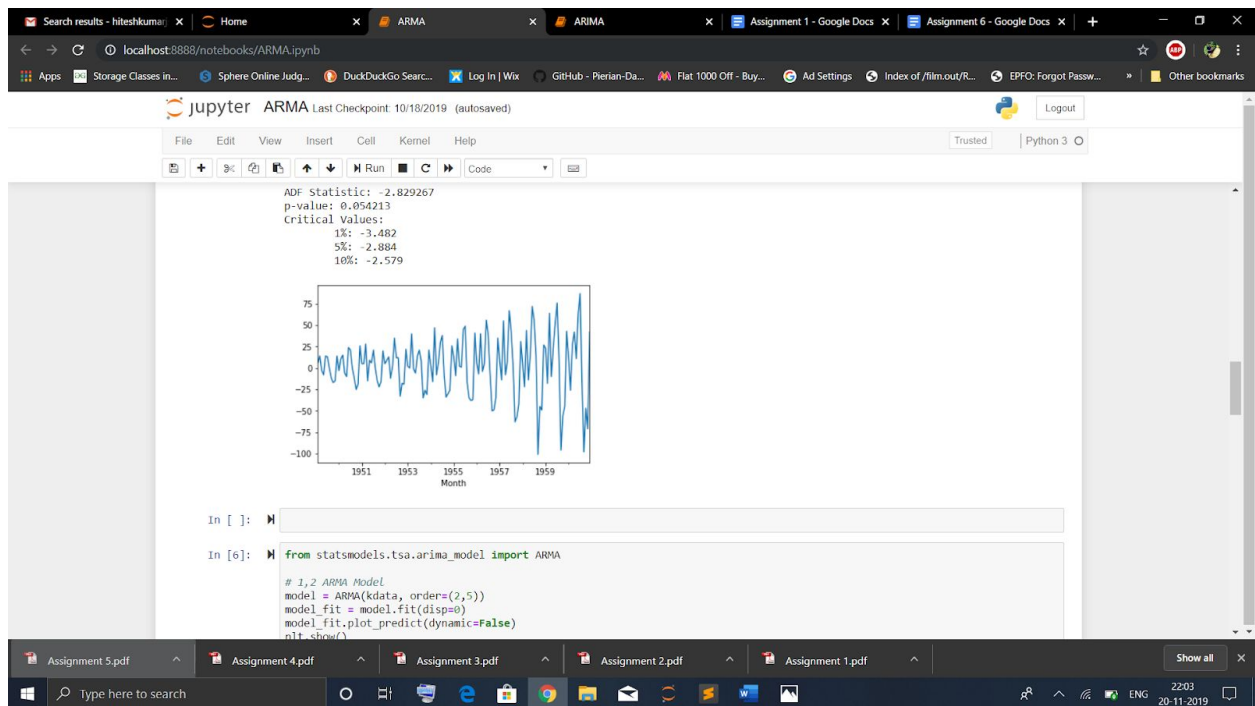 Search results - hiteshkumar
Home
ARMA
ARIMA
Assignment 1 - Google Docs
Assignment 6 - Google Docs
localhost:8888/notebooks/ARMA.ipynb
ABP
Apps
Storage Classes in...
Sphere Online Judg...
DuckDuckGo Searc...
Log In | Wix
GitHub - Pierian-Da...
Flat 1000 Off - Buy...
Ad Settings
Index of /film.out/R...
EPFO: Forgot Passw...
»
Other bookmarks
jupyter ARMA Last Checkpoint: 10/18/2019 (autosaved)
Logout
File Edit View Insert Cell Kernel Help
Trusted
Python 3
Run
Code
ADF Statistic: -2.829267
p-value: 0.054213
Critical Values:
1%: -3.482
5%: -2.884
10%: -2.579
75
50
25
0
−25
−50
−75
−100
1951 1953 1955 1957 1959
Month
In [ ]:
In [6]:
from statsmodels.tsa.arima_model import ARMA
# 1,2 ARMA Model
model = ARMA(kdata, order=(2,5))
model_fit = model.fit(disp=0)
model_fit.plot_predict(dynamic=False)
plt.show()
Assignment 5.pdf
Assignment 4.pdf
Assignment 3.pdf
Assignment 2.pdf
Assignment 1.pdf
Show all
Type here to search
ENG
22:03
20-11-2019